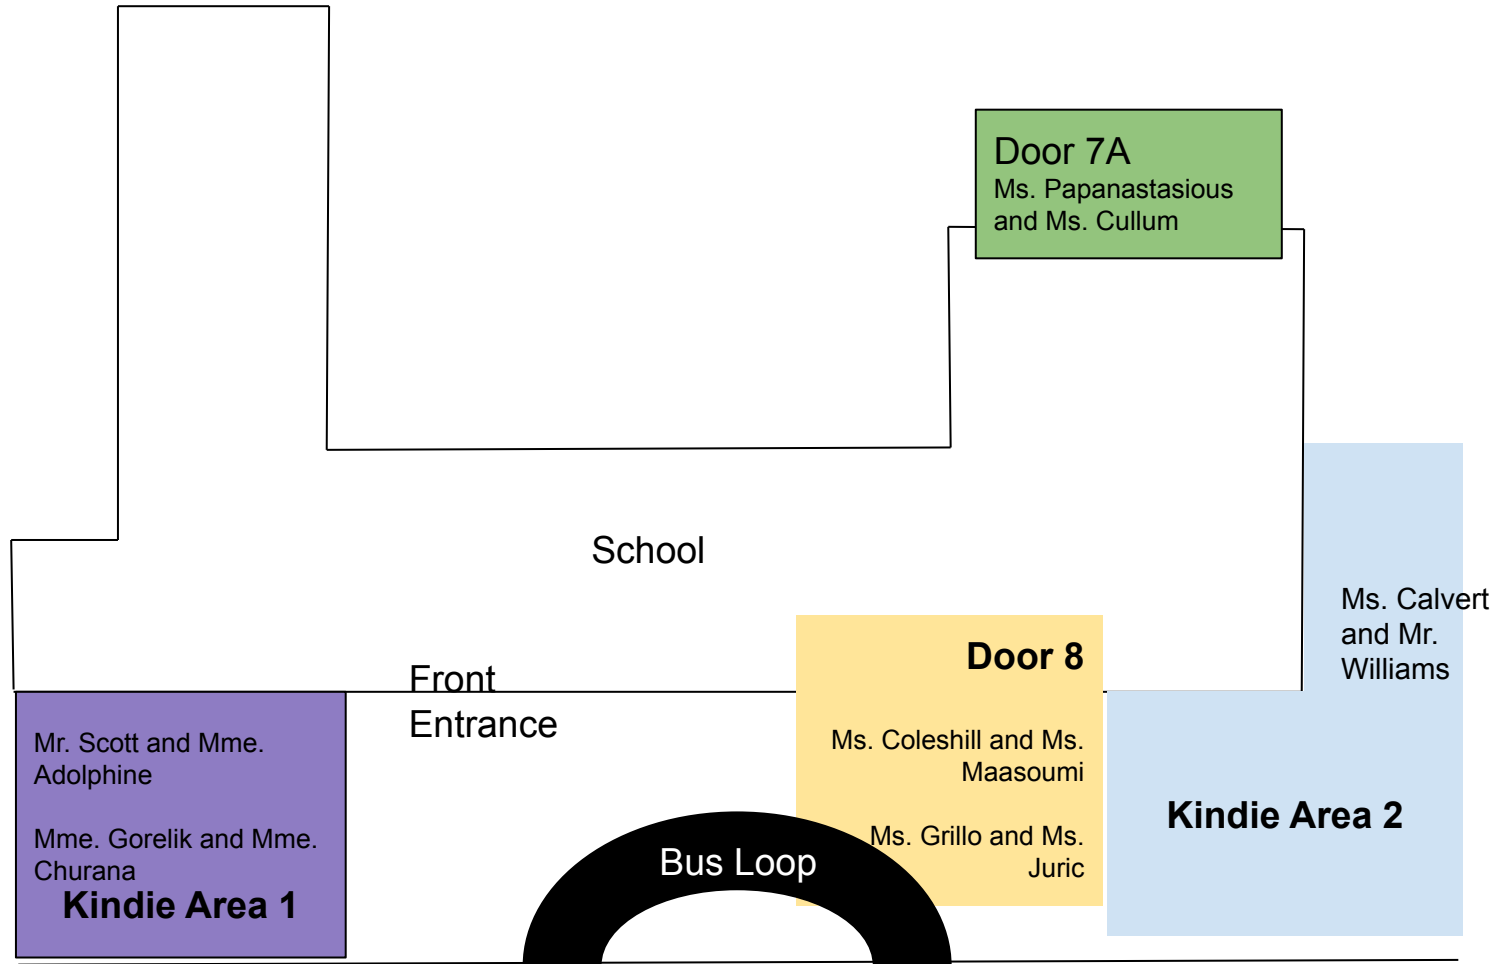 Door 7A
Ms. Papanastasious
and Ms. Cullum
School
Ms. Calvert
and Mr.
Williams
Front
Entrance
Door 8
Ms. Coleshill and Ms.
Maasoumi
Ms. Grillo and Ms.
Juric
Mr. Scott and Mme.
Adolphine
Mme. Gorelik and Mme.
Churana
Kindie Area 1
Bus Loop
Kindie Area 2